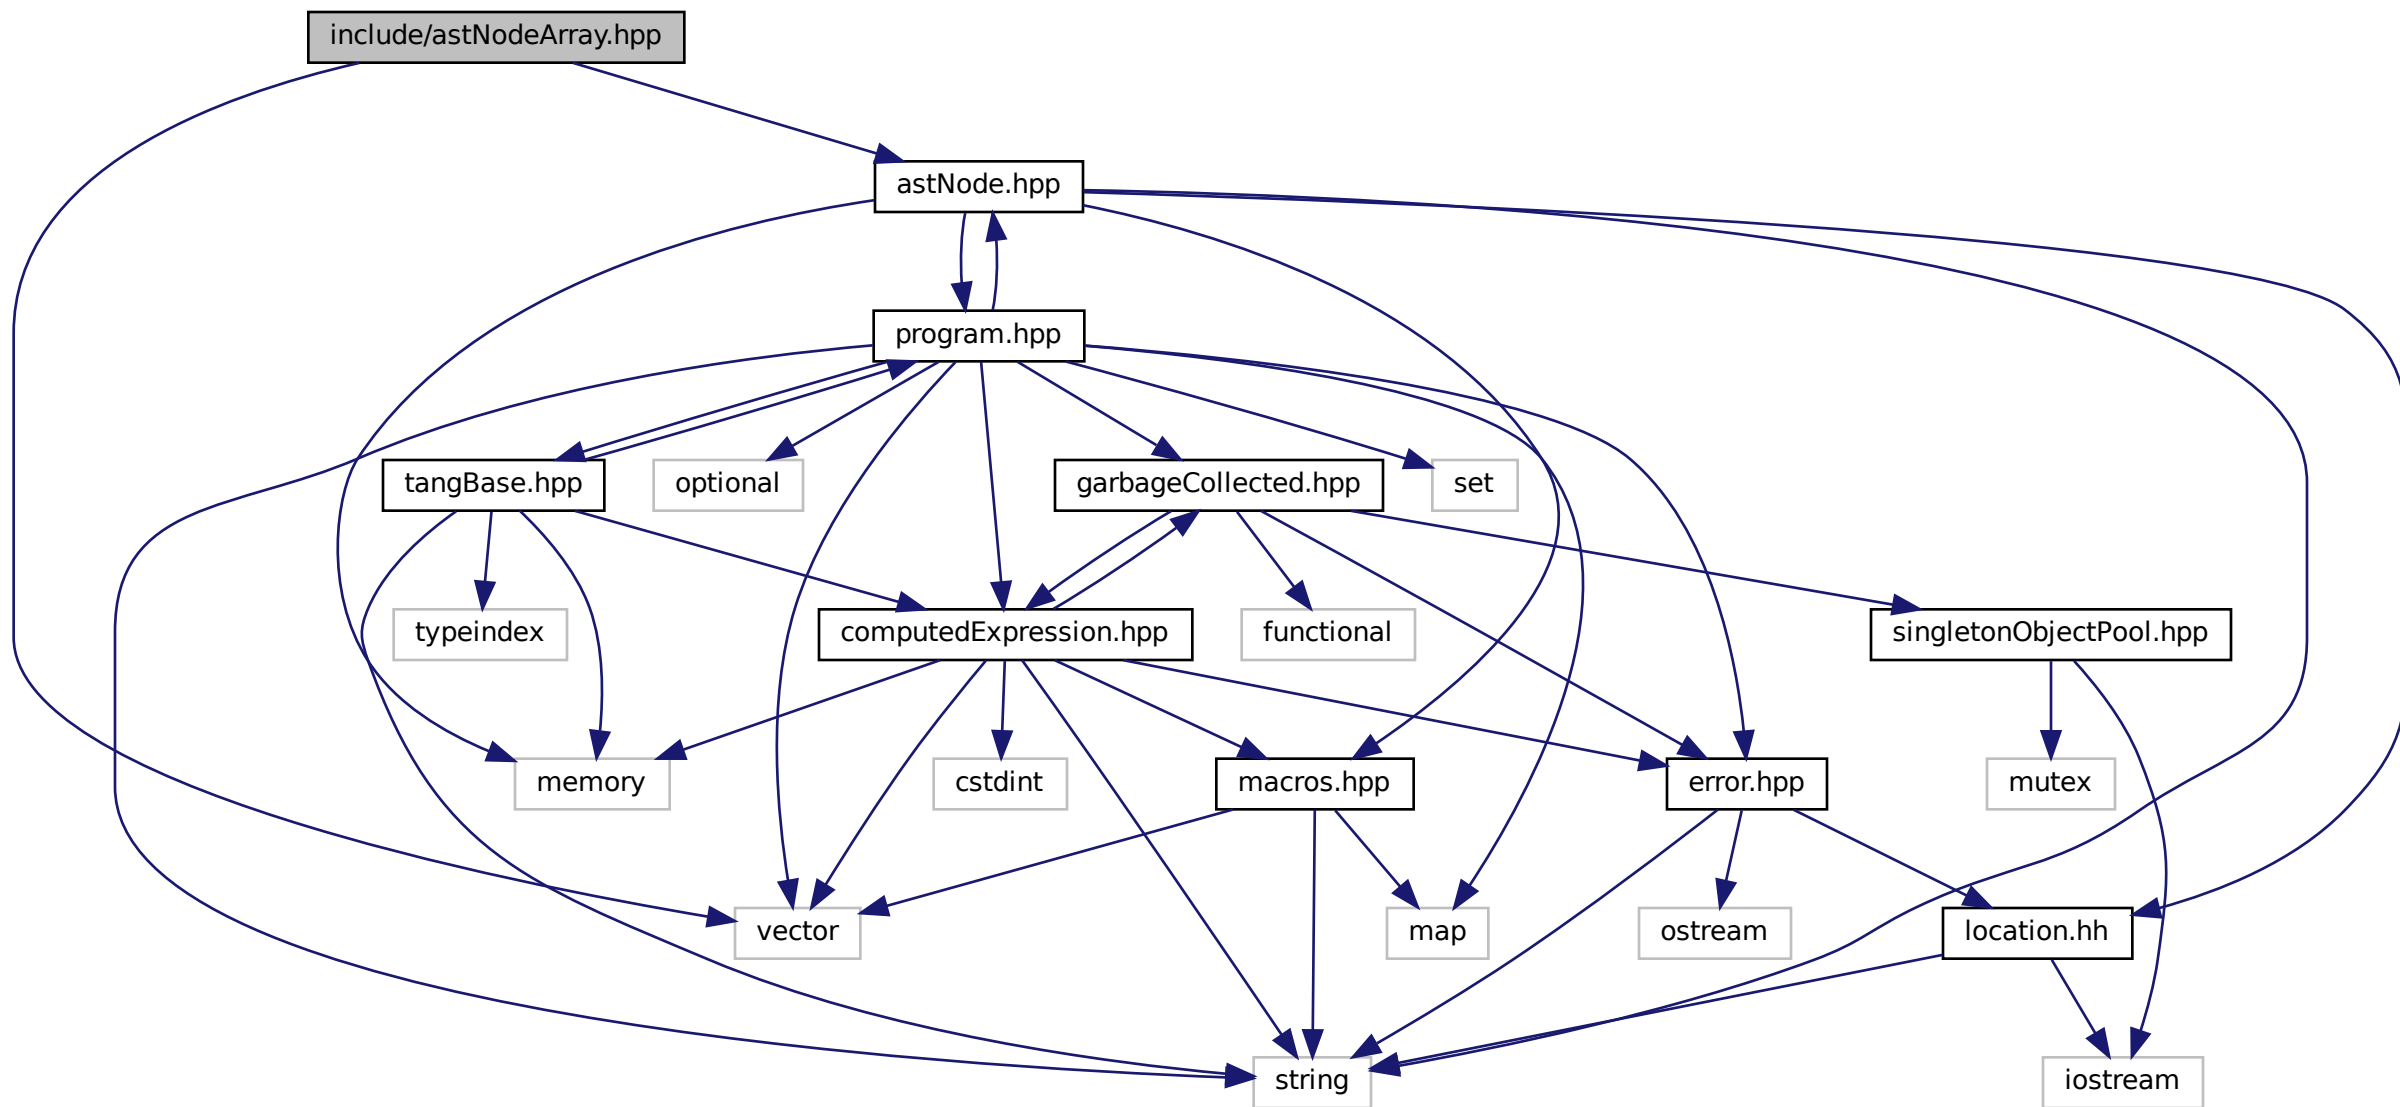 include/astNodeArray.hpp
astNode.hpp
program.hpp
tangBase.hpp
optional
garbageCollected.hpp
set
typeindex
computedExpression.hpp
functional
singletonObjectPool.hpp
memory
cstdint
macros.hpp
error.hpp
mutex
vector
map
ostream
location.hh
string
iostream